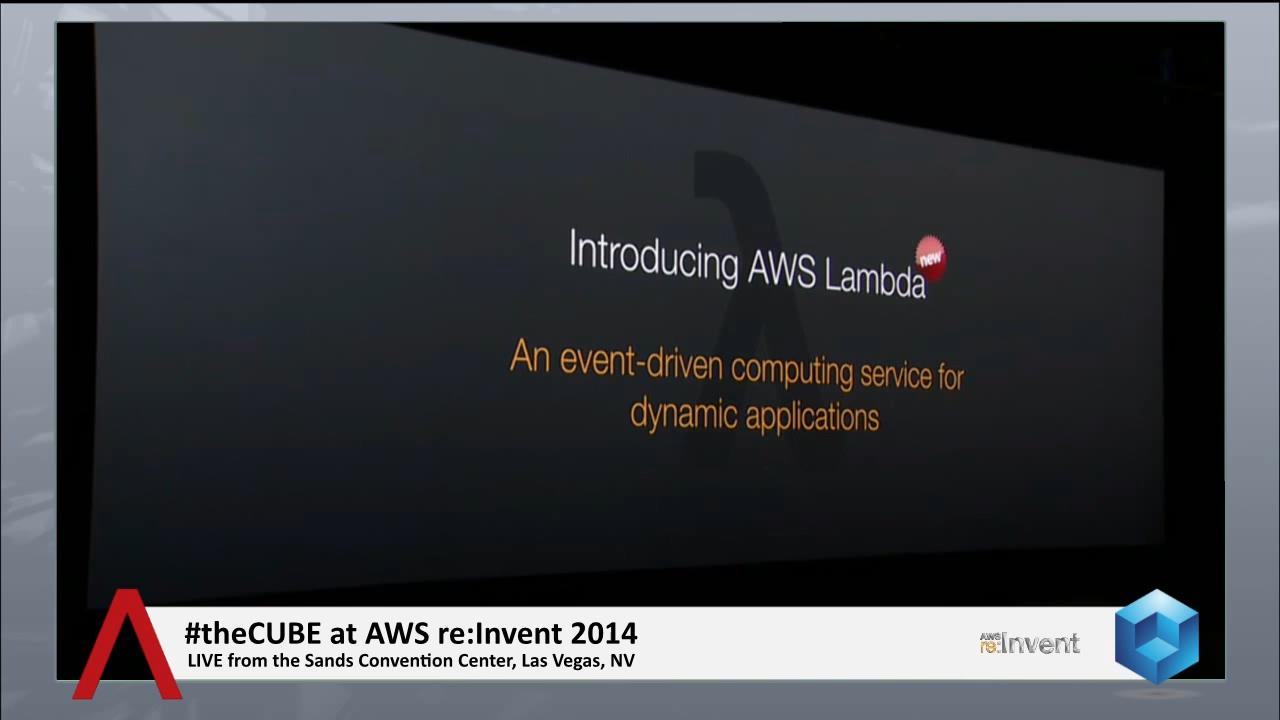 Introducing AWS Lambda
new
An event-driven computing service for
dynamic applications
#theCUBE at AWS re:Invent 2014
LIVE from the Sands Convention Center, Las Vegas, NV
AWS
re:Invent